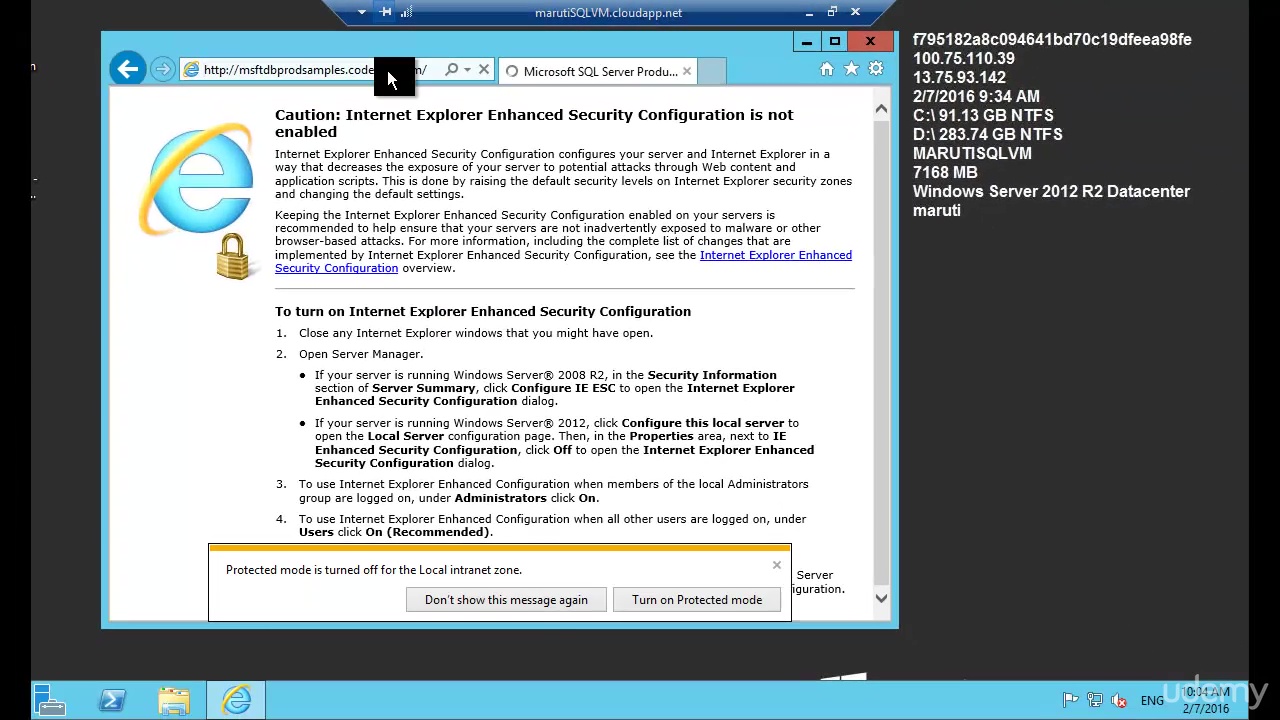 marutiSQLVM.cloudapp.net
http://msftdbprodsamples.code
/
Microsoft SQL Server Produ...
Caution: Internet Explorer Enhanced Security Configuration is not
enabled
Internet Explorer Enhanced Security Configuration configures your server and Internet Explorer in a
way that decreases the exposure of your server to potential attacks through Web content and
application scripts. This is done by raising the default security levels on Internet Explorer security zones
and changing the default settings.
Keeping the Internet Explorer Enhanced Security Configuration enabled on your servers is
recommended to help ensure that your servers are not inadvertently exposed to malware or other
browser-based attacks. For more information, including the complete list of changes that are
implemented by Internet Explorer Enhanced Security Configuration, see the Internet Explorer Enhanced
Security Configuration overview.
To turn on Internet Explorer Enhanced Security Configuration
1. Close any Internet Explorer windows that you might have open.
2. Open Server Manager.
• If your server is running Windows Server® 2008 R2, in the Security Information
section of Server Summary, click Configure IE ESC to open the Internet Explorer
Enhanced Security Configuration dialog.
• If your server is running Windows Server® 2012, click Configure this local server to
open the Local Server configuration page. Then, in the Properties area, next to IE
Enhanced Security Configuration, click Off to open the Internet Explorer Enhanced
Security Configuration dialog.
3. To use Internet Explorer Enhanced Configuration when members of the local Administrators
group are logged on, under Administrators click On.
4. To use Internet Explorer Enhanced Configuration when all other users are logged on, under
Users click On (Recommended).
Server
iguration.
Protected mode is turned off for the Local intranet zone.
Don't show this message again
Turn on Protected mode
f795182a8c094641bd70c19dfeea98fe
100.75.110.39
13.75.93.142
2/7/2016 9:34 AM
C:\ 91.13 GB NTFS
D:\ 283.74 GB NTFS
MARUTISQLVM
7168 MB
Windows Server 2012 R2 Datacenter
maruti
ENG
10:04 AM
2/7/2016
udemy